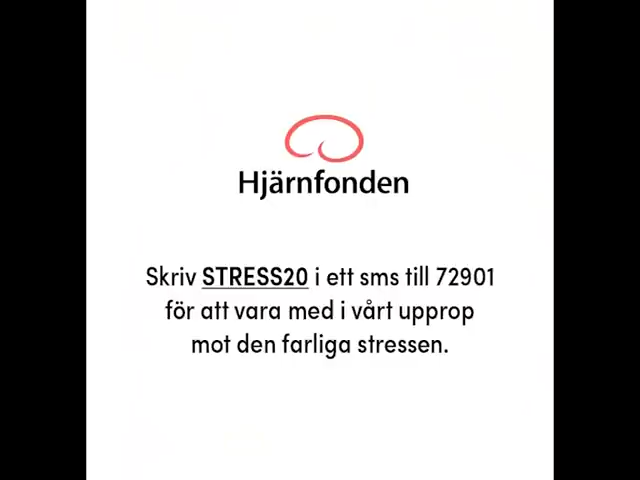 Hjärnfonden
Skriv STRESS20 i ett sms till 72901
för att vara med i vårt upprop
mot den farliga stressen.